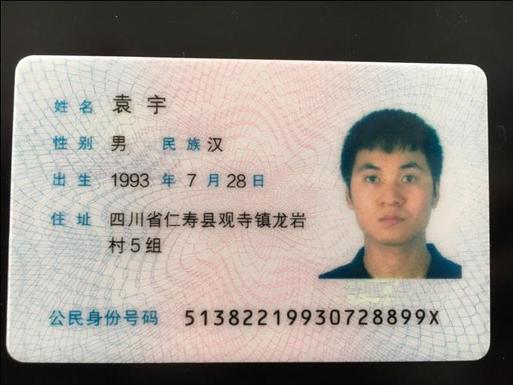 姓名 袁宇
性别 男 民族 汉
出生 1993 年 7 月 28 日
住址 四川省仁寿县观寺镇龙岩
村5组
公民身份号码 51382219930728899X